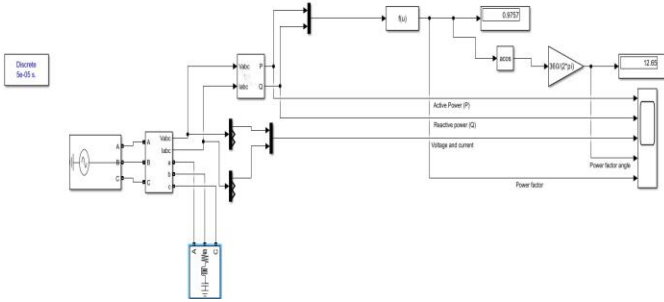 Discrete
5e-05 s.
Vabc
Iabc
P
Q
f(u)
0.9757
acos
360/(2*pi)
12.65
Active Power (P)
Reactive power (Q)
Voltage and current
Power factor angle
Power factor
A
B
C
A
B
C
Vabc
Iabc
a
b
c
A
B
C